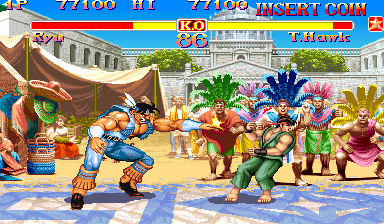 1P 77100 HI 77100 INSERT COIN
K.O
Ryu 86 T.Hawk